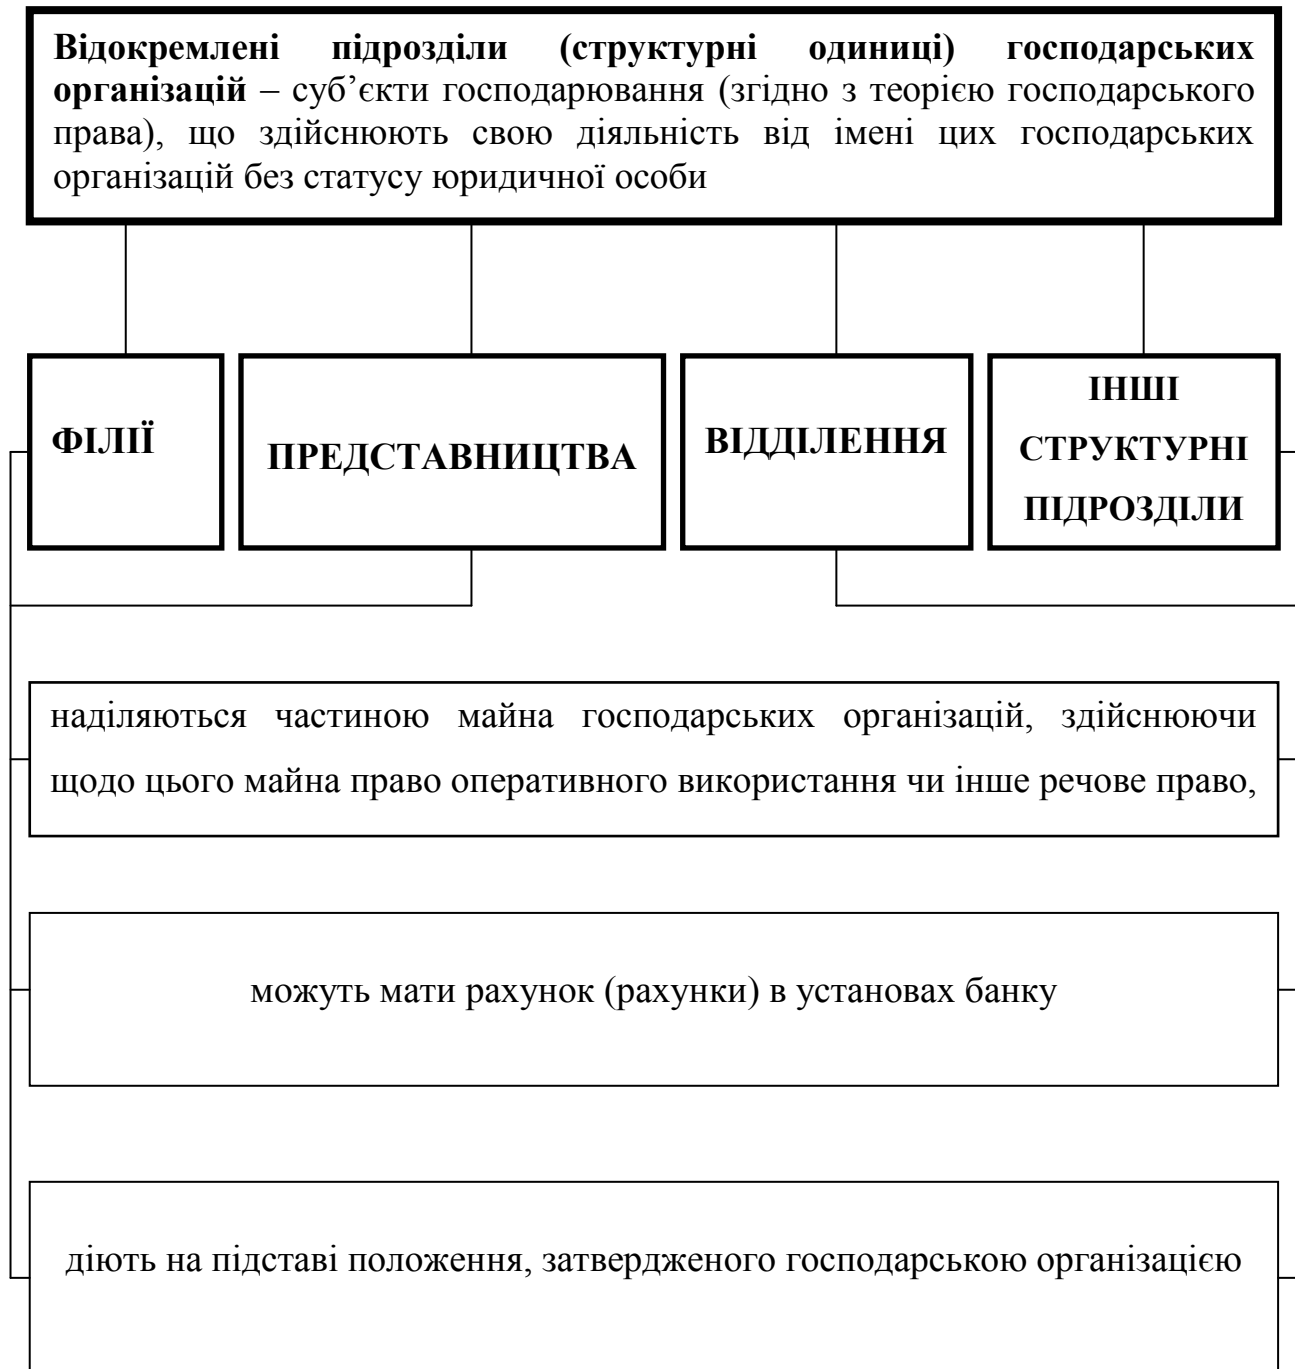 Відокремлені підрозділи (структурні одиниці) господарських
організацій – суб’єкти господарювання (згідно з теорією господарського
права), що здійснюють свою діяльність від імені цих господарських
організацій без статусу юридичної особи
ФІЛІЇ
ПРЕДСТАВНИЦТВА
ВІДДІЛЕННЯ
ІНШІ
СТРУКТУРНІ
ПІДРОЗДІЛИ
наділяються частиною майна господарських організацій, здійснюючи
щодо цього майна право оперативного використання чи інше речове право,
можуть мати рахунок (рахунки) в установах банку
діють на підставі положення, затвердженого господарською організацією